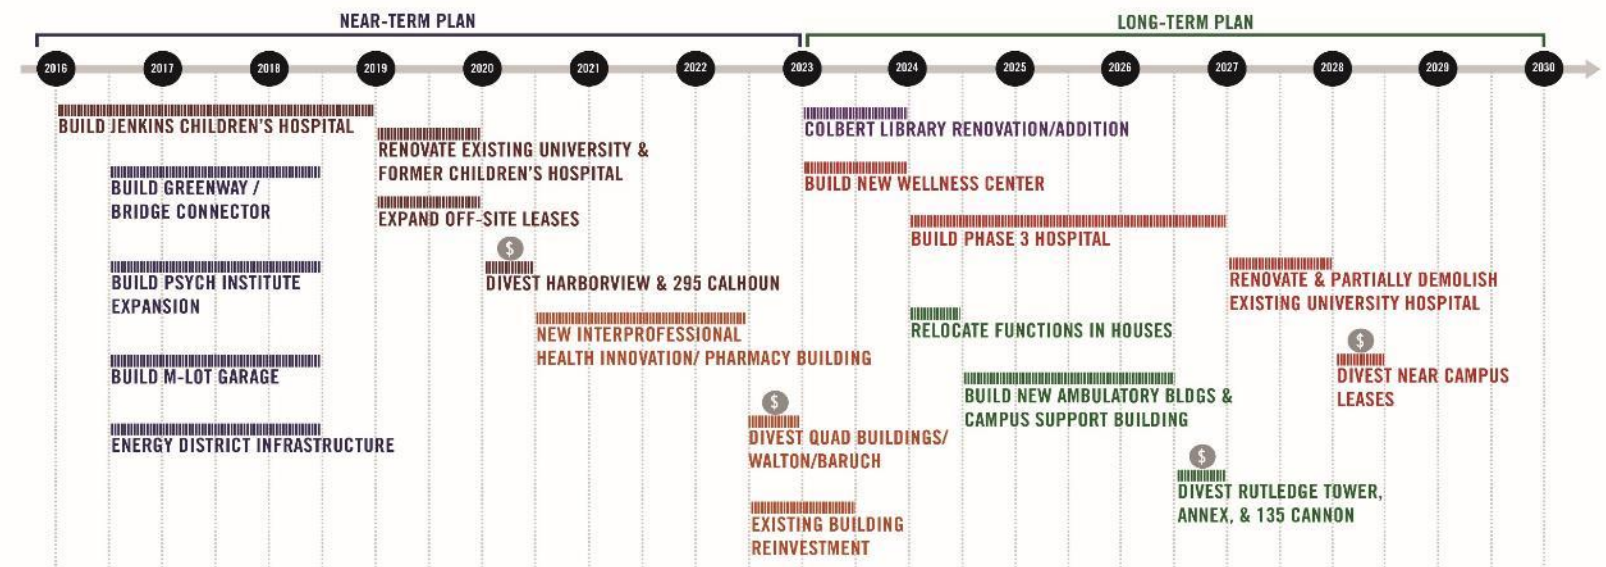 NEAR-TERM PLAN
LONG-TERM PLAN
2016 2017 2018 2019 2020 2021 2022 2023 2024 2025 2026 2027 2028 2029 2030
BUILD JENKINS CHILDREN'S HOSPITAL
BUILD GREENWAY /
BRIDGE CONNECTOR
BUILD PSYCH INSTITUTE
EXPANSION
BUILD M-LOT GARAGE
ENERGY DISTRICT INFRASTRUCTURE
RENOVATE EXISTING UNIVERSITY &
FORMER CHILDREN'S HOSPITAL
EXPAND OFF-SITE LEASES
$
DIVEST HARBORVIEW & 295 CALHOUN
NEW INTERPROFESSIONAL
HEALTH INNOVATION/ PHARMACY BUILDING
$
DIVEST QUAD BUILDINGS/
WALTON/BARUCH
EXISTING BUILDING
REINVESTMENT
COLBERT LIBRARY RENOVATION/ADDITION
BUILD NEW WELLNESS CENTER
BUILD PHASE 3 HOSPITAL
RELOCATE FUNCTIONS IN HOUSES
BUILD NEW AMBULATORY BLDGS &
CAMPUS SUPPORT BUILDING
$
DIVEST RUTLEDGE TOWER,
ANNEX, & 135 CANNON
RENOVATE & PARTIALLY DEMOLISH
EXISTING UNIVERSITY HOSPITAL
$
DIVEST NEAR CAMPUS
LEASES